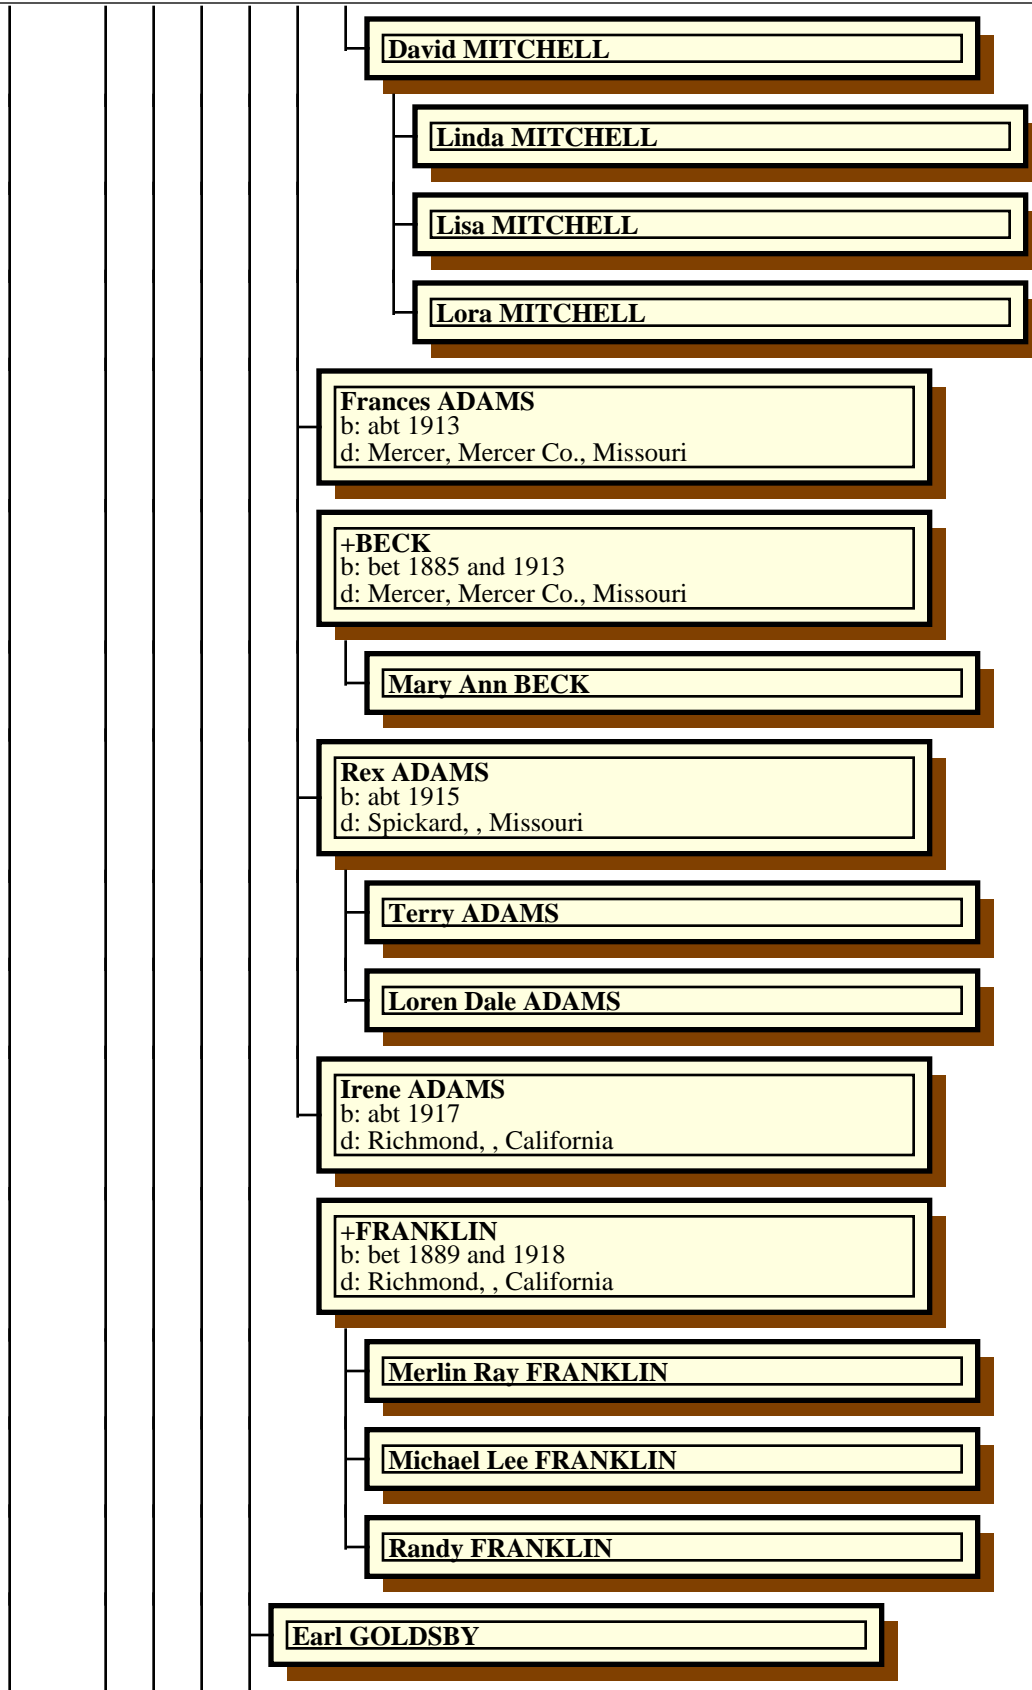 David MITCHELL
Linda MITCHELL
Lisa MITCHELL
Lora MITCHELL
Frances ADAMS
b: abt 1913
d: Mercer, Mercer Co., Missouri
+BECK
b: bet 1885 and 1913
d: Mercer, Mercer Co., Missouri
Mary Ann BECK
Rex ADAMS
b: abt 1915
d: Spickard, , Missouri
Terry ADAMS
Loren Dale ADAMS
Irene ADAMS
b: abt 1917
d: Richmond, , California
+FRANKLIN
b: bet 1889 and 1918
d: Richmond, , California
Merlin Ray FRANKLIN
Michael Lee FRANKLIN
Randy FRANKLIN
Earl GOLDSBY